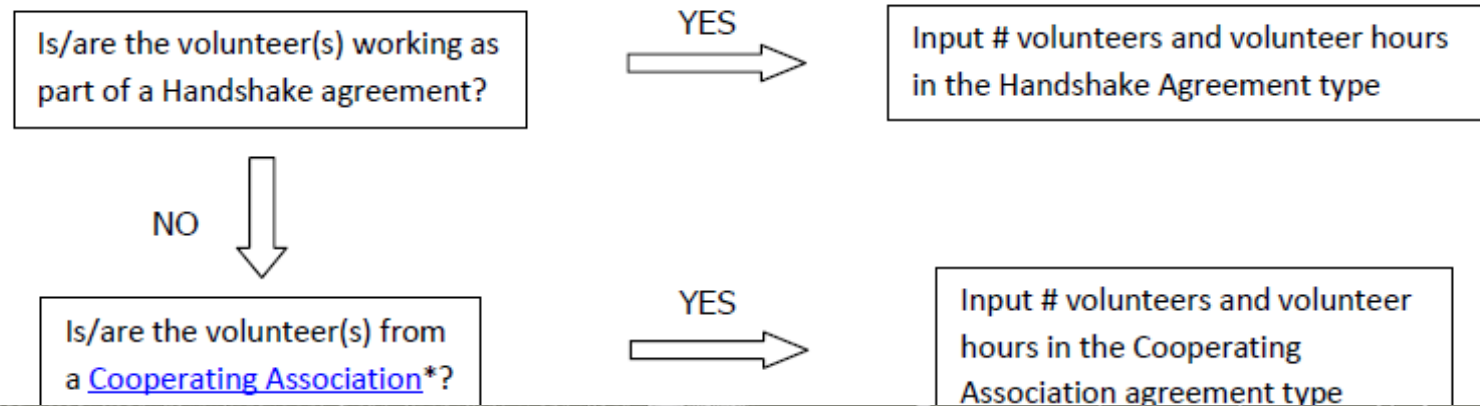 Is/are the volunteer(s) working as
part of a Handshake agreement?
YES
Input # volunteers and volunteer hours
in the Handshake Agreement type
NO
Is/are the volunteer(s) from
a Cooperating Association*?
YES
Input # volunteers and volunteer
hours in the Cooperating
Association agreement type